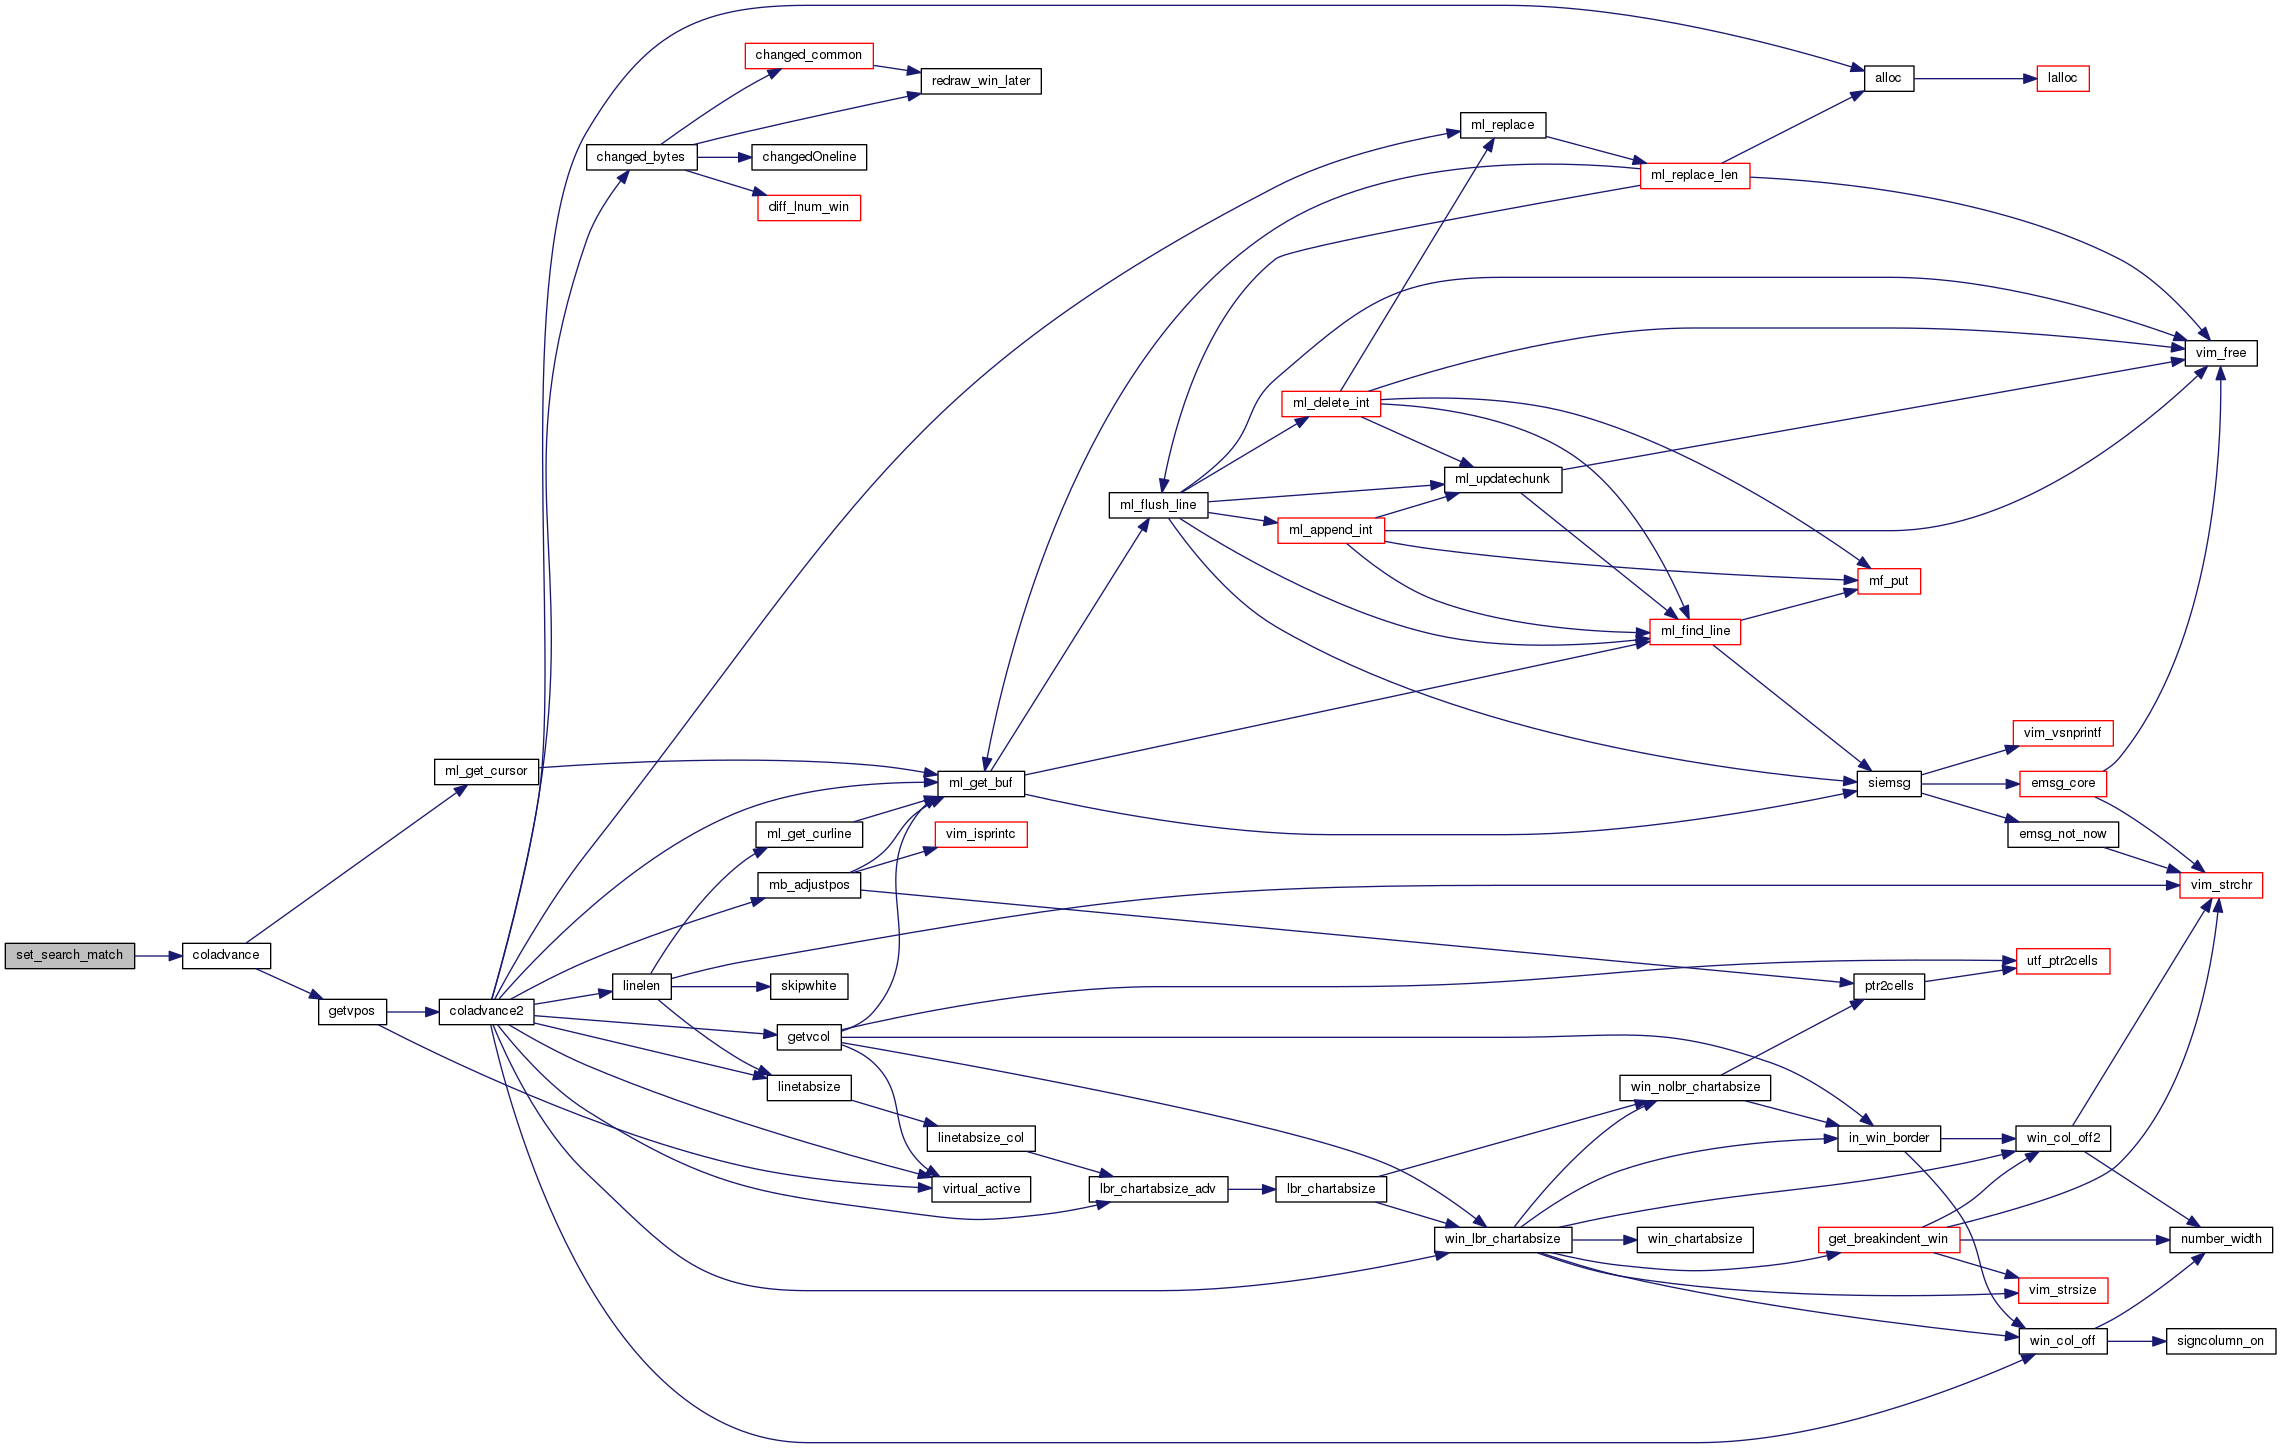 set_search_match
coladvance
ml_get_cursor
getvpos
coladvance2
changed_bytes
linelen
changed_common
changedOneline
diff_lnum_win
ml_get_curline
mb_adjustpos
skipwhite
getvcol
linetabsize
redraw_win_later
ml_get_buf
vim_isprintc
linetabsize_col
virtual_active
ml_flush_line
lbr_chartabsize_adv
ml_delete_int
ml_append_int
lbr_chartabsize
ml_replace
ml_updatechunk
win_lbr_chartabsize
ml_replace_len
ml_find_line
win_nolbr_chartabsize
win_chartabsize
alloc
mf_put
siemsg
ptr2cells
in_win_border
get_breakindent_win
lalloc
vim_vsnprintf
emsg_core
emsg_not_now
utf_ptr2cells
win_col_off2
vim_strsize
win_col_off
vim_free
vim_strchr
number_width
signcolumn_on